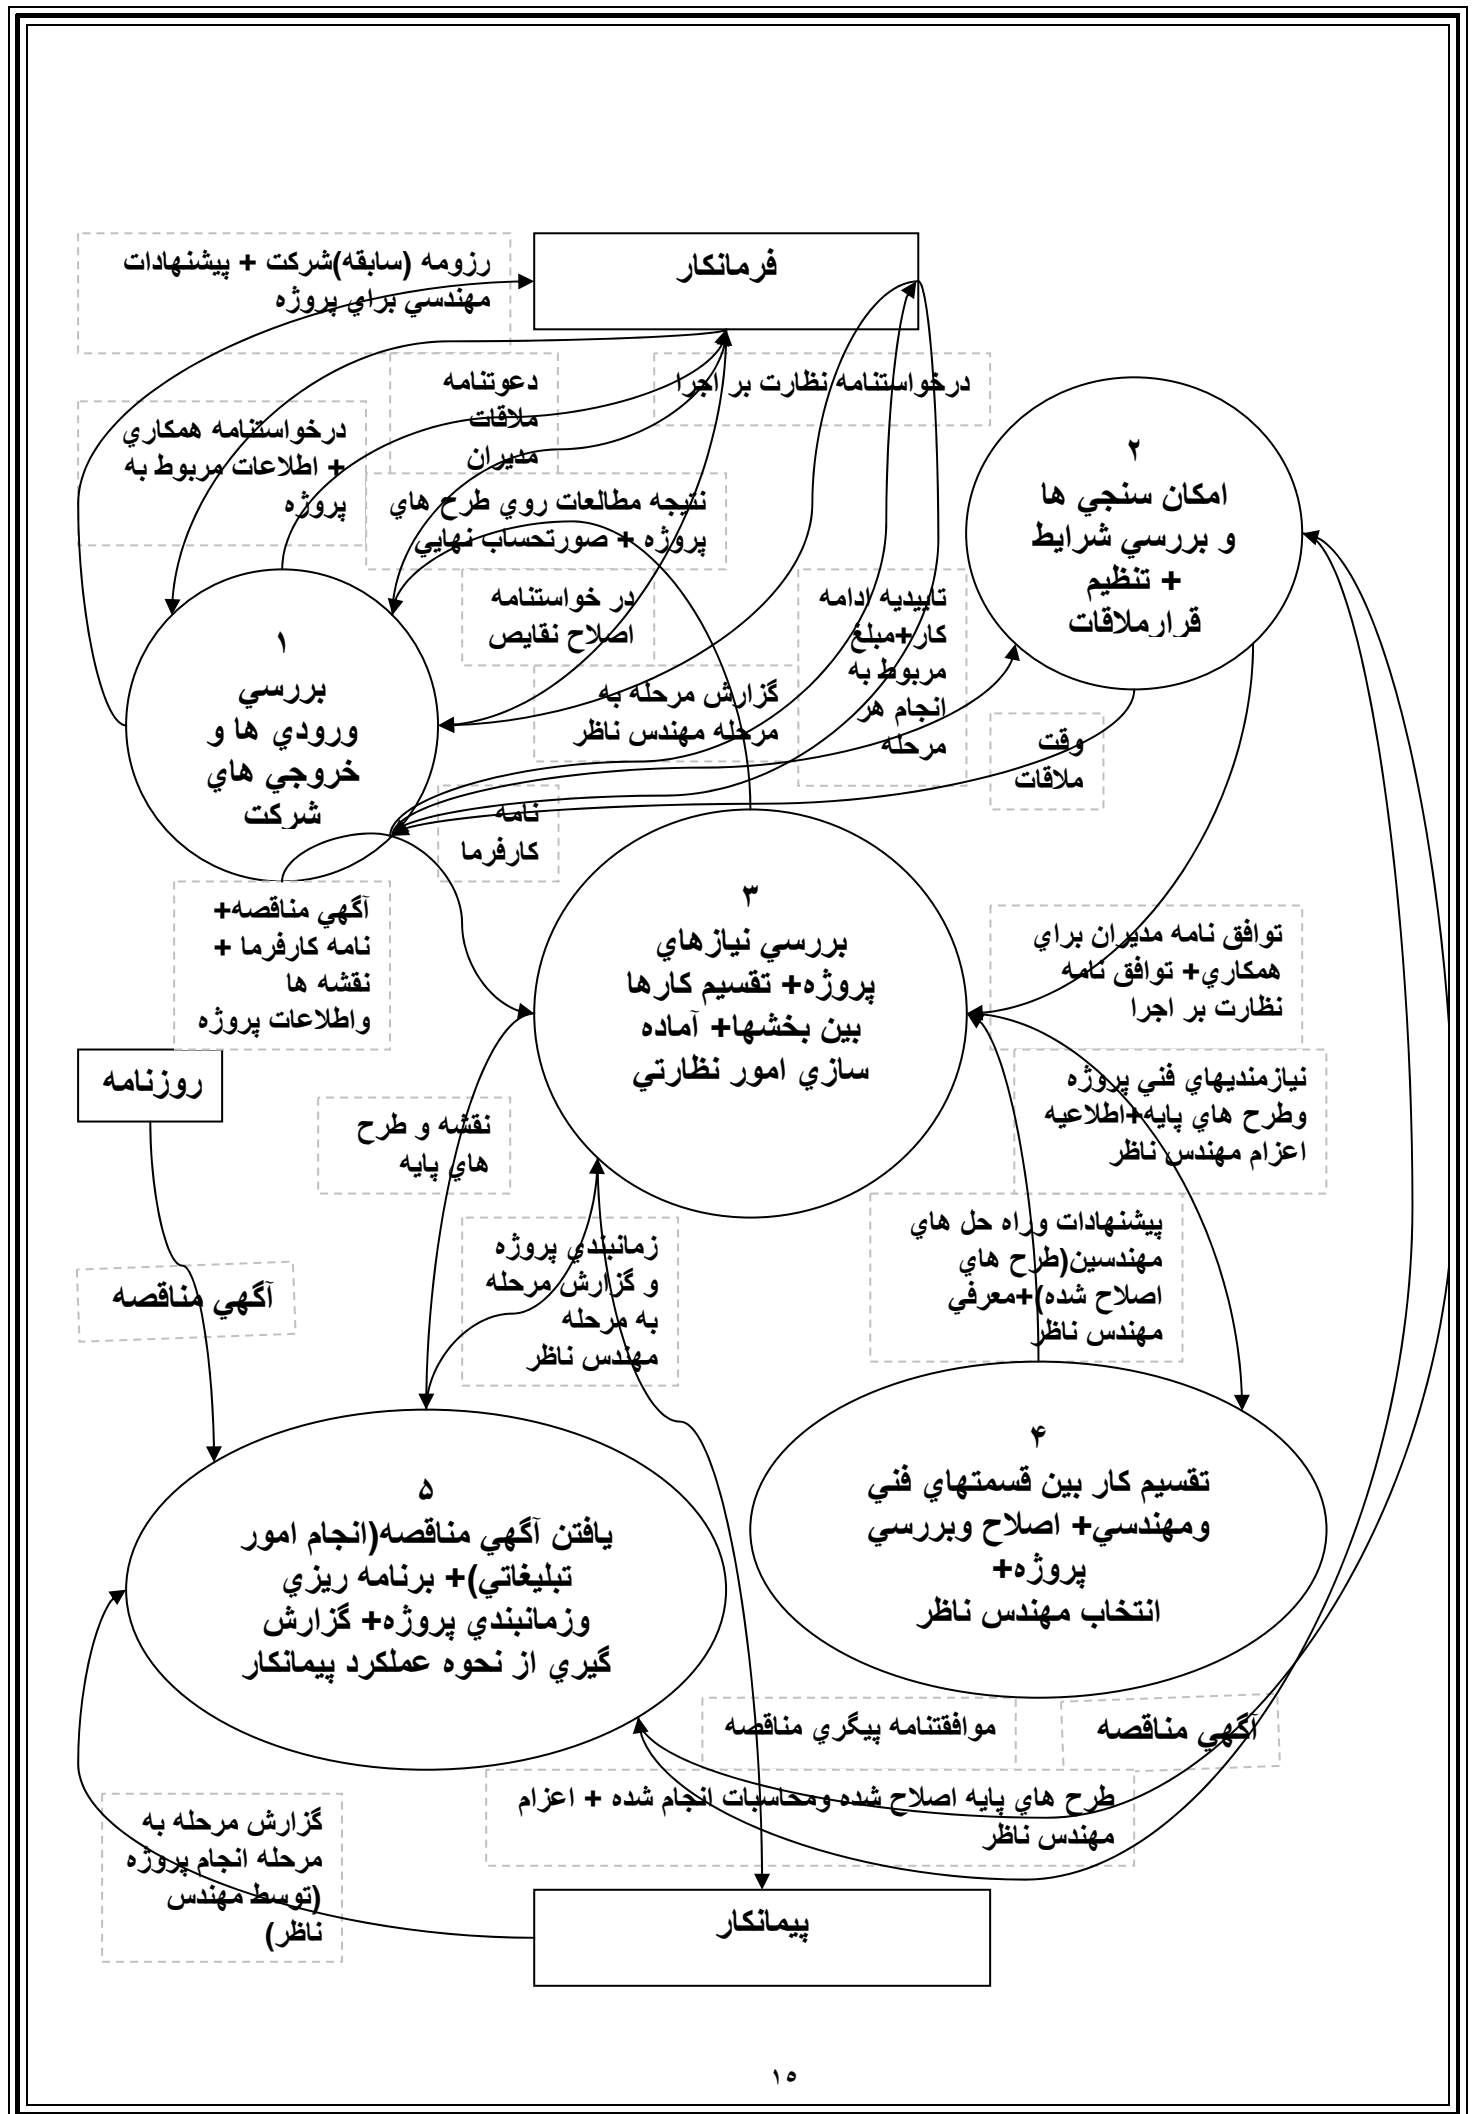 فرمانكار
رزومه (سابقه)شركت + پيشنهادات
مهندسي براي پروژه
دعوتنامه
ملاقات
مديران
درخواستنامه نظارت بر اجرا
درخواستنامه همكاري
+ اطلاعات مربوط به
پروژه
نتيجه مطالعات روي طرح هاي
پروژه + صورتحساب نهايي
۲
امكان سنجي ها
و بررسي شرايط
+ تنظيم
قرارملاقات
در خواستنامه
اصلاح نقايص
تاييديه ادامه
كار+مبلغ
مربوط به
انجام هر
مرحله
۱
بررسي
ورودي ها و
خروجي هاي
شركت
گزارش مرحله به
مرحله مهندس ناظر
وقت
ملاقات
نامه
كارفرما
آگهي مناقصه+
نامه كارفرما +
نقشه ها
واطلاعات پروژه
۳
بررسي نيازهاي
پروژه+ تقسيم كارها
بين بخشها+ آماده
سازي امور نظارتي
توافق نامه مديران براي
همكاري+ توافق نامه
نظارت بر اجرا
روزنامه
نيازمنديهاي فني پروژه
وطرح هاي پايه+اطلاعيه
اعزام مهندس ناظر
نقشه و طرح
هاي پايه
پيشنهادات وراه حل هاي
مهندسين(طرح هاي
اصلاح شده)+معرفي
مهندس ناظر
زمانبندي پروژه
و گزارش مرحله
به مرحله
مهندس ناظر
آگهي مناقصه
۴
تقسيم كار بين قسمتهاي فني
ومهندسي+ اصلاح وبررسي
پروژه+
انتخاب مهندس ناظر
۵
يافتن آگهي مناقصه(انجام امور
تبليغاتي)+ برنامه ريزي
وزمانبندي پروژه+ گزارش
گيري از نحوه عملكرد پيمانكار
موافقتنامه پيگري مناقصه
آگهي مناقصه
طرح هاي پايه اصلاح شده ومحاسبات انجام شده + اعزام
مهندس ناظر
گزارش مرحله به
مرحله انجام پروژه
(توسط مهندس
ناظر)
پيمانكار
۱۵